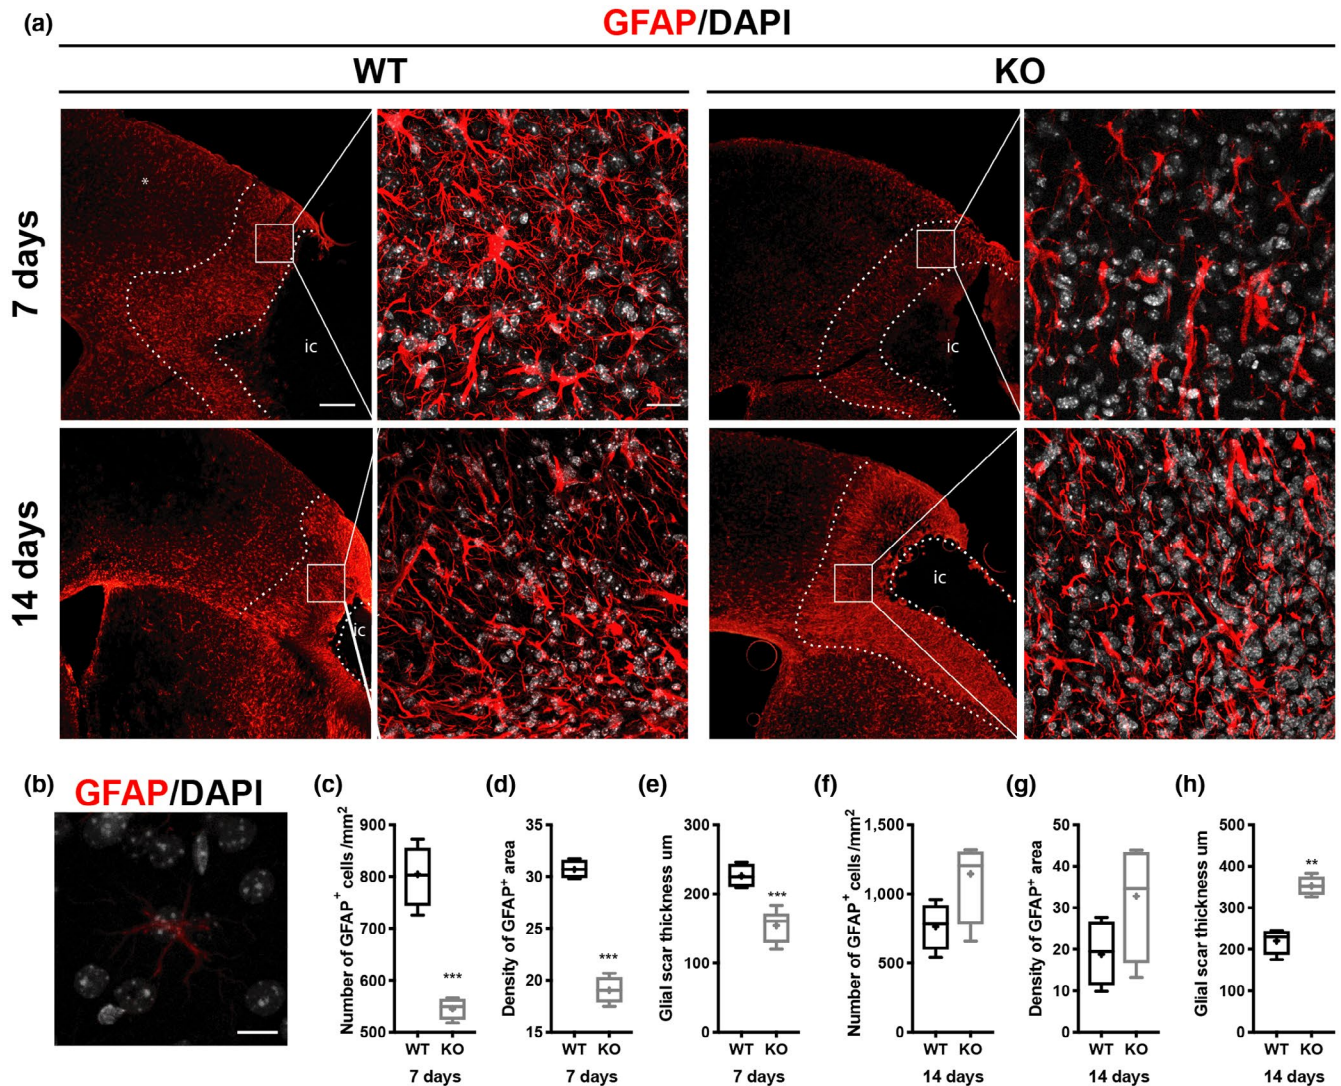 (a)
GFAP/DAPI
WT
KO
7 days
*
ic
ic
14 days
ic
ic
(b)
GFAP/DAPI
(c)
Number of GFAP+ cells /mm2
900
800
700
600
500
***
WT KO
7 days
(d)
Density of GFAP+ area
35
30
25
20
15
***
WT KO
7 days
(e)
Glial scar thickness um
300
200
100
0
***
WT KO
7 days
(f)
Number of GFAP+ cells /mm2
1,500
1,000
500
0
WT KO
14 days
(g)
Density of GFAP+ area
50
40
30
20
10
0
WT KO
14 days
(h)
Glial scar thickness um
500
400
300
200
100
0
**
WT KO
14 days